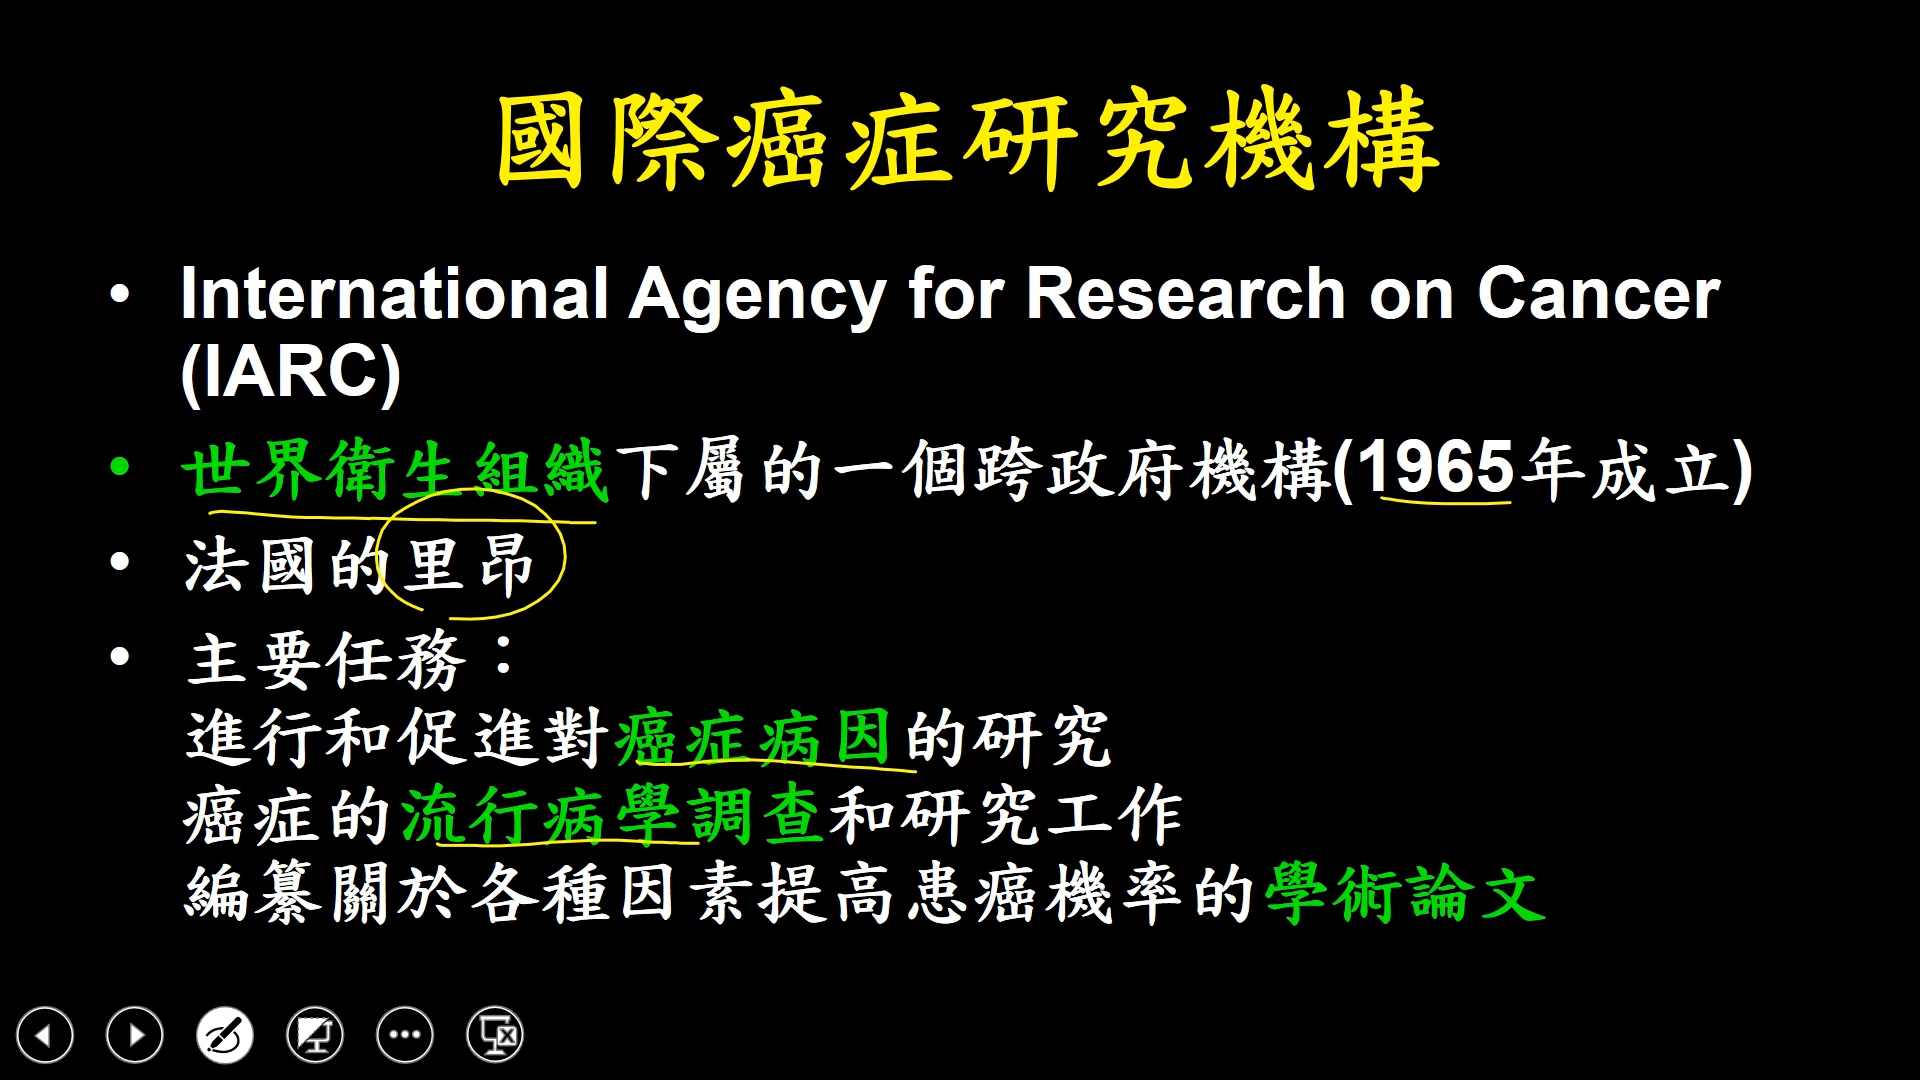 國際癌症研究機構
• International Agency for Research on Cancer
(IARC)
• 世界衛生組織下屬的一個跨政府機構(1965年成立)
• 法國的里昂
• 主要任務：
進行和促進對癌症病因的研究
癌症的流行病學調查和研究工作
編纂關於各種因素提高患癌機率的學術論文